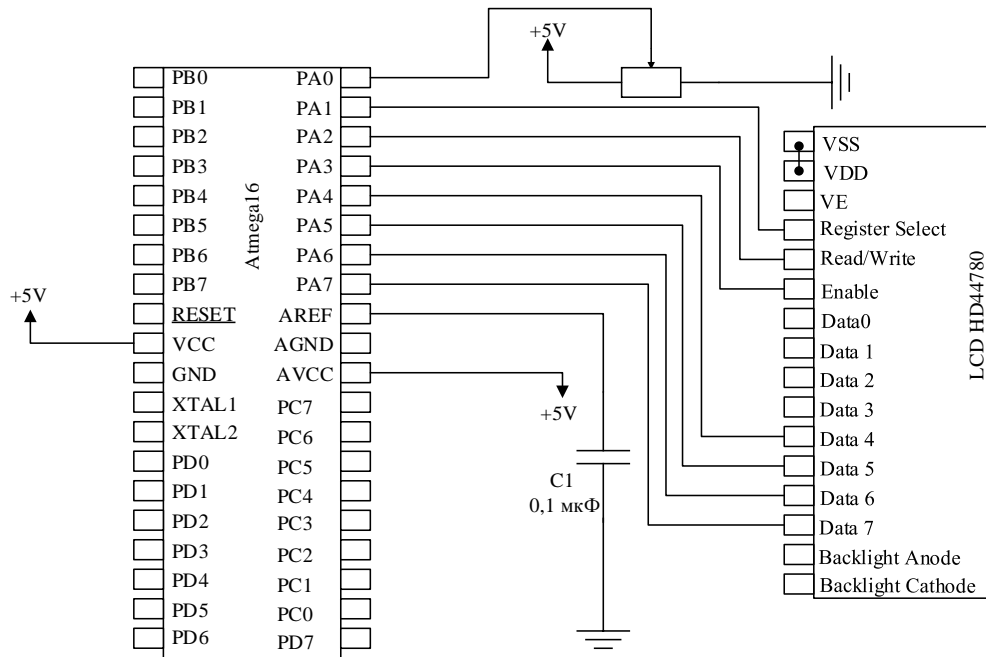 +5V
PB0 PA0
PB1 PA1
PB2 PA2
PB3 PA3
PB4 PA4
PB5 PA5
PB6 PA6
PB7 PA7
RESET AREF
VCC AGND
GND AVCC
XTAL1 PC7
XTAL2 PC6
PD0 PC5
PD1 PC4
PD2 PC3
PD3 PC2
PD4 PC1
PD5 PC0
PD6 PD7
Atmega16
+5V
+5V
C1
0,1 мкФ
VSS
VDD
VE
Register Select
Read/Write
Enable
Data0
Data 1
Data 2
Data 3
Data 4
Data 5
Data 6
Data 7
Backlight Anode
Backlight Cathode
LCD HD44780